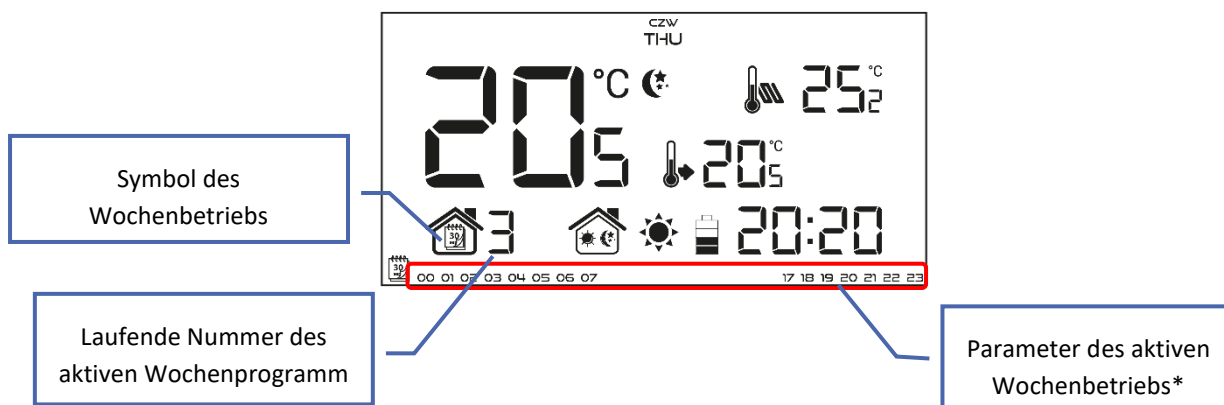 CZW
THU
20 5 °C
25 2 °C
20 5 °C
Symbol des
Wochenbetriebs
30
3
20:20
30
00 01 02 03 04 05 06 07 17 18 19 20 21 22 23
Laufende Nummer des
aktiven Wochenprogramm
Parameter des aktiven
Wochenbetriebs*